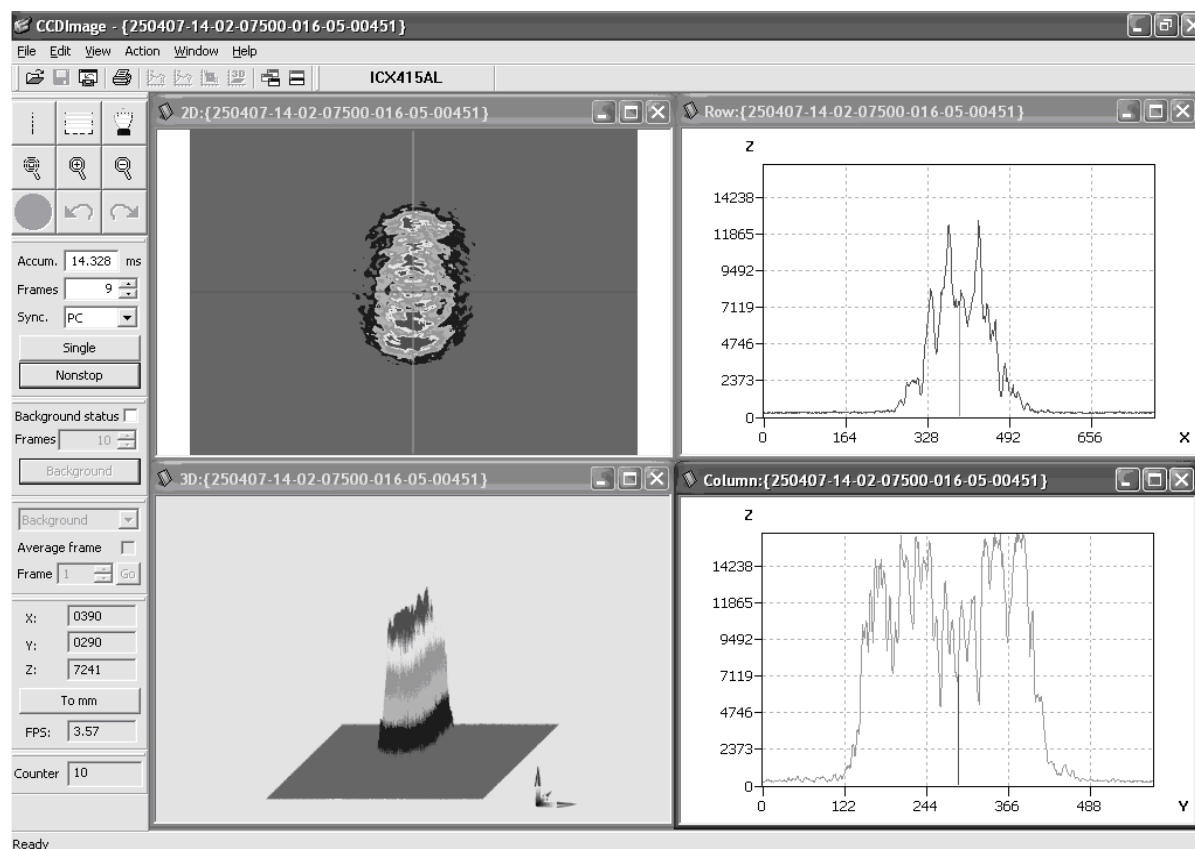 CCDImage - {250407-14-02-07500-016-05-00451}
File Edit View Action Window Help
3D ICX415AL
2D:{250407-14-02-07500-016-05-00451}
Row:{250407-14-02-07500-016-05-00451}
Z
14238
11865
9492
7119
4746
2373
0
0 164 328 492 656 X
Accum. 14.328 ms
Frames 9
Sync. PC
Single
Nonstop
Background status
Frames 10
Background
Background
Average frame
Frame 1 Go
X: 0390
Y: 0290
Z: 7241
To mm
FPS: 3.57
Counter 10
3D:{250407-14-02-07500-016-05-00451}
Column:{250407-14-02-07500-016-05-00451}
Z
14238
11865
9492
7119
4746
2373
0
0 122 244 366 488 Y
Ready